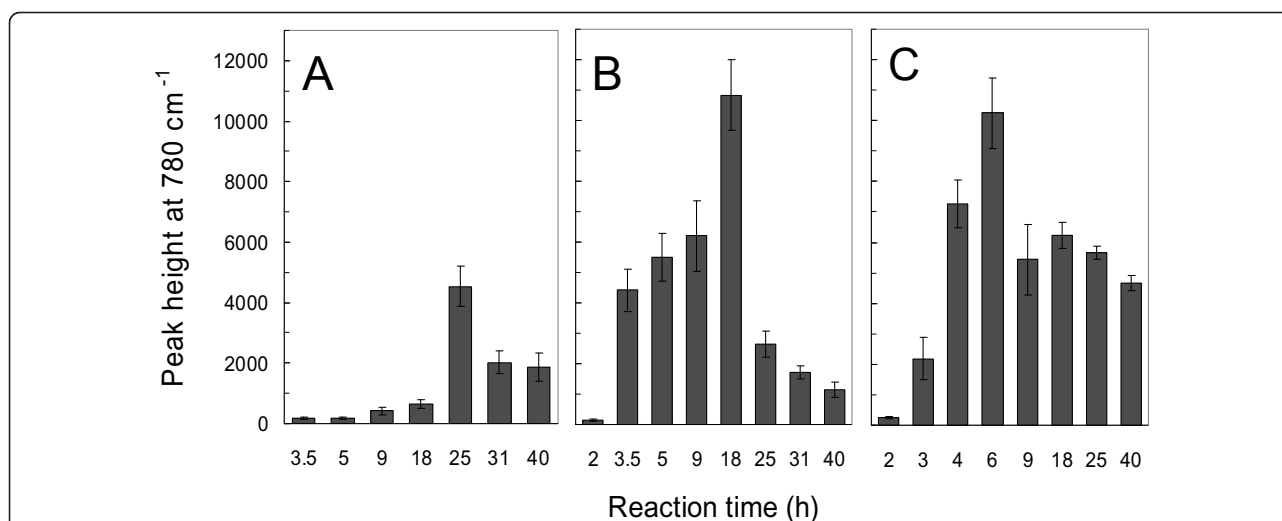 A B C
12000
10000
8000
6000
4000
2000
0
Peak height at 780 cm⁻¹
3.5 5 9 18 25 31 40 2 3.5 5 9 18 25 31 40 2 3 4 6 9 18 25 40
Reaction time (h)